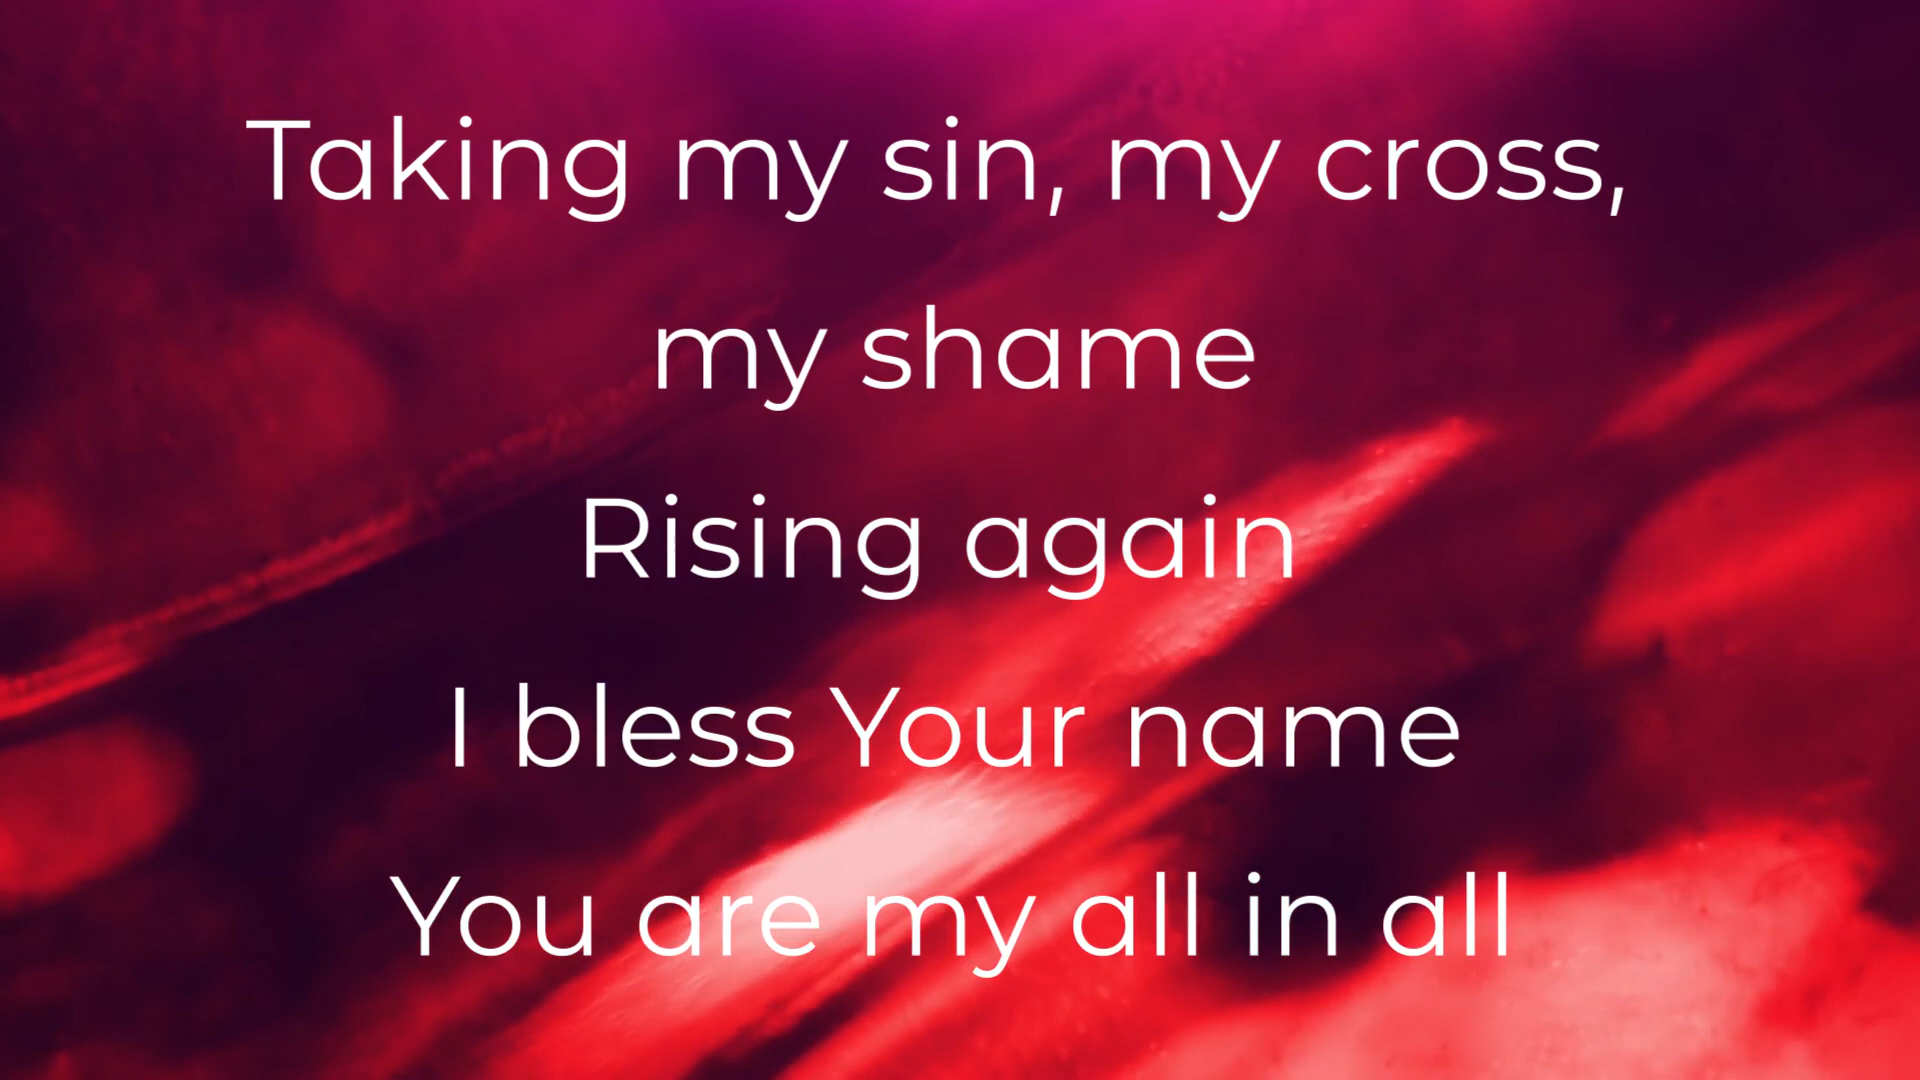 Taking my sin, my cross,
my shame
Rising again
I bless Your name
You are my all in all